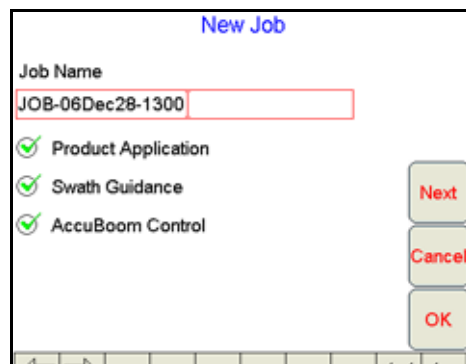 New Job
Job Name
JOB-06Dec28-1300
Product Application
Swath Guidance
AccuBoom Control
Next
Cancel
OK